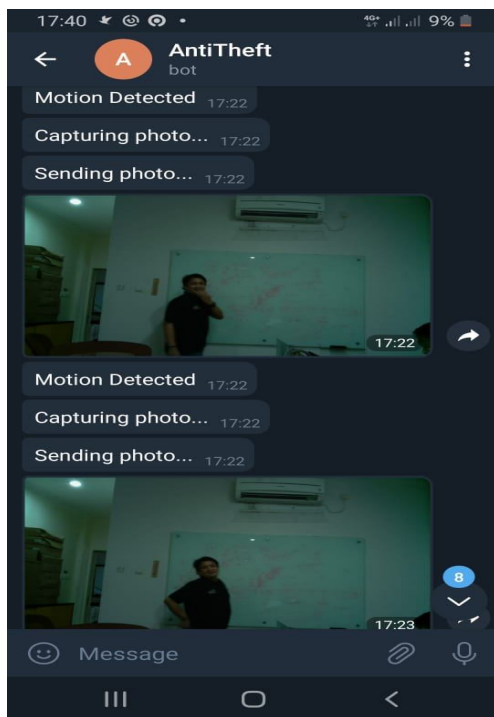 17:40
4G+ 9%
A
AntiTheft
bot
Motion Detected 17:22
Capturing photo... 17:22
Sending photo... 17:22
17:22
Motion Detected 17:22
Capturing photo... 17:22
Sending photo... 17:22
8
17:23
Message